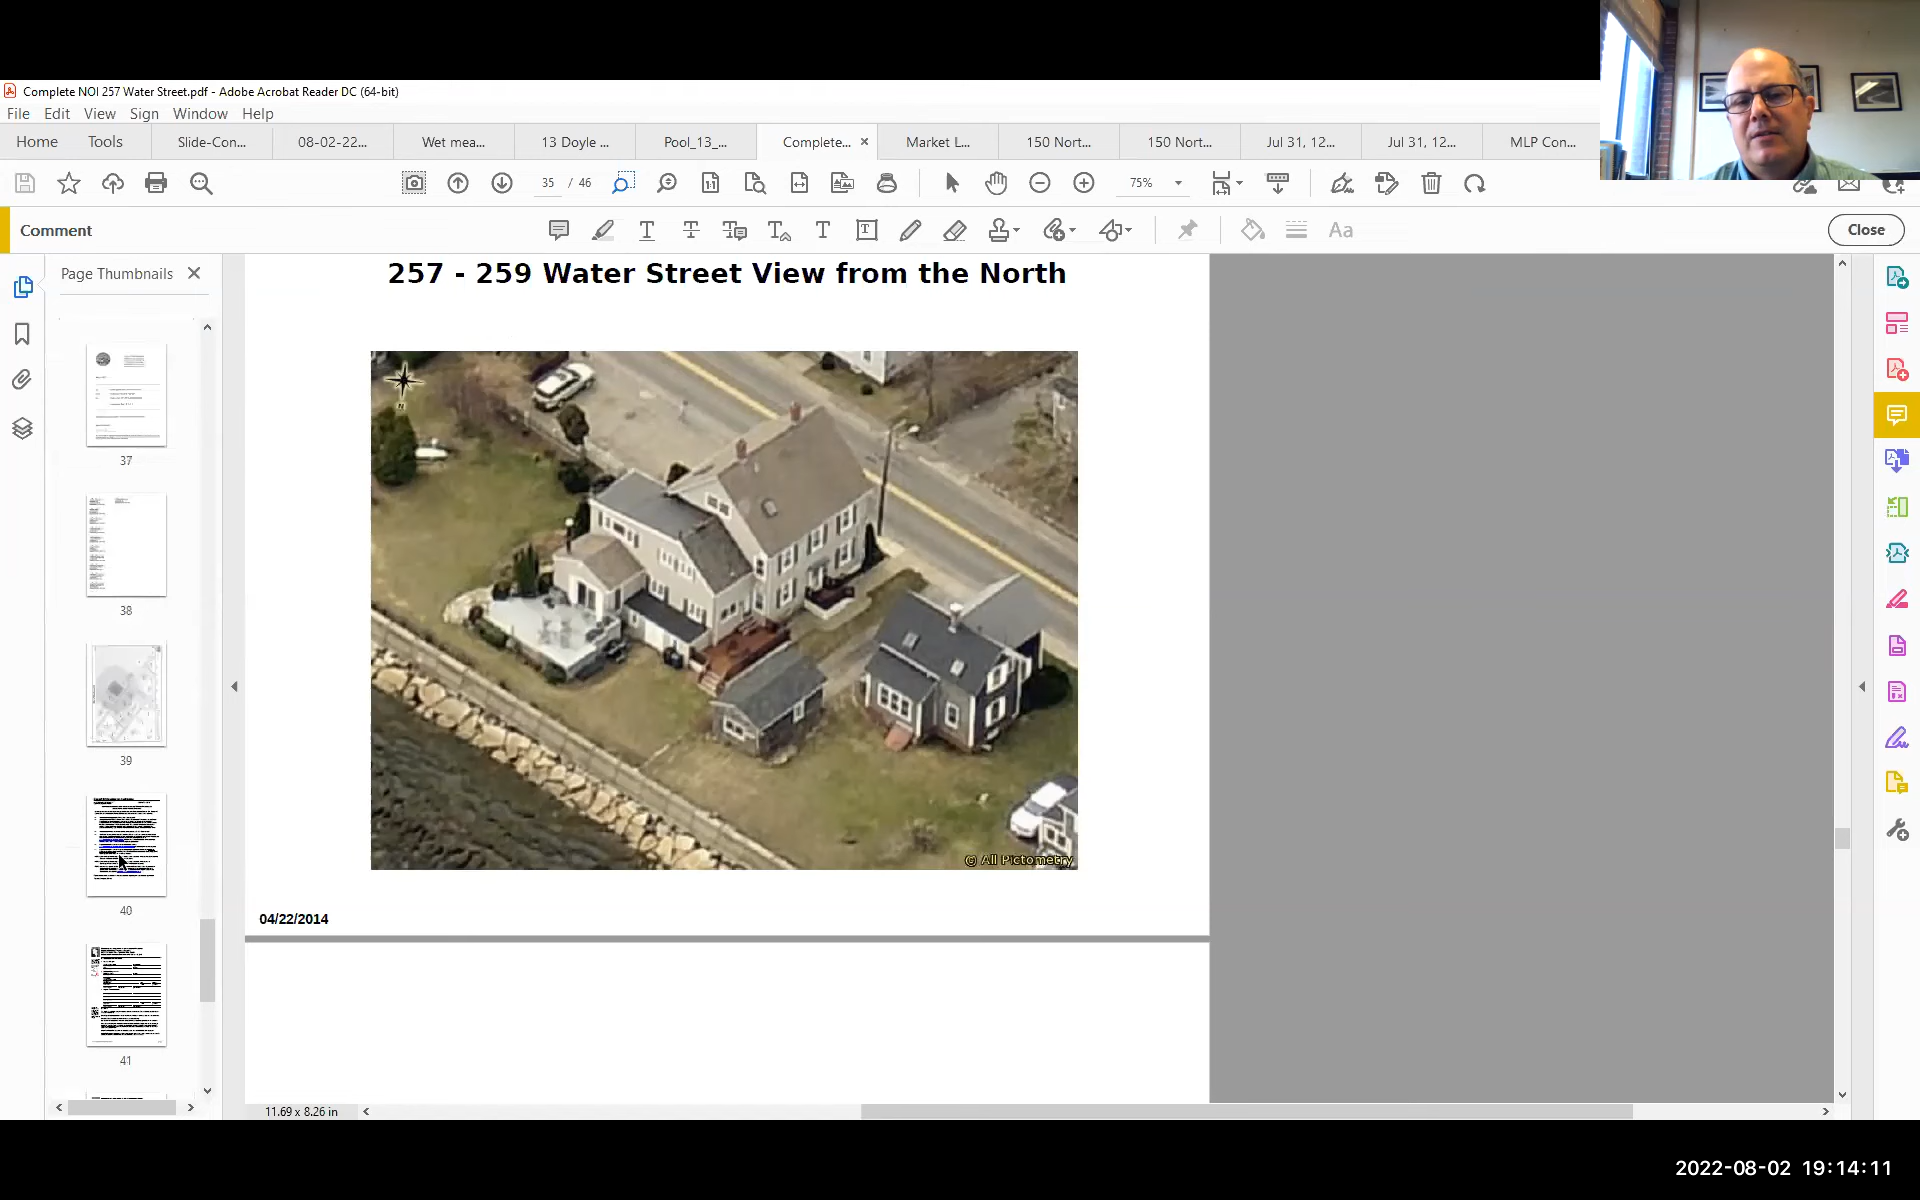 Complete NOI 257 Water Street.pdf - Adobe Acrobat Reader DC (64-bit)
File Edit View Sign Window Help
Home Tools Slide-Con... 08-02-22... Wet mea... 13 Doyle ... Pool_13_... Complete... Market L... 150 Nort... 150 Nort... Jul 31, 12... Jul 31, 12... MLP Con...
35 / 46 75%
Comment Close
Page Thumbnails
257 - 259 Water Street View from the North
N
37
38
39
40
41
© All Pictometry
04/22/2014
11.69 x 8.26 in
2022-08-02 19:14:11